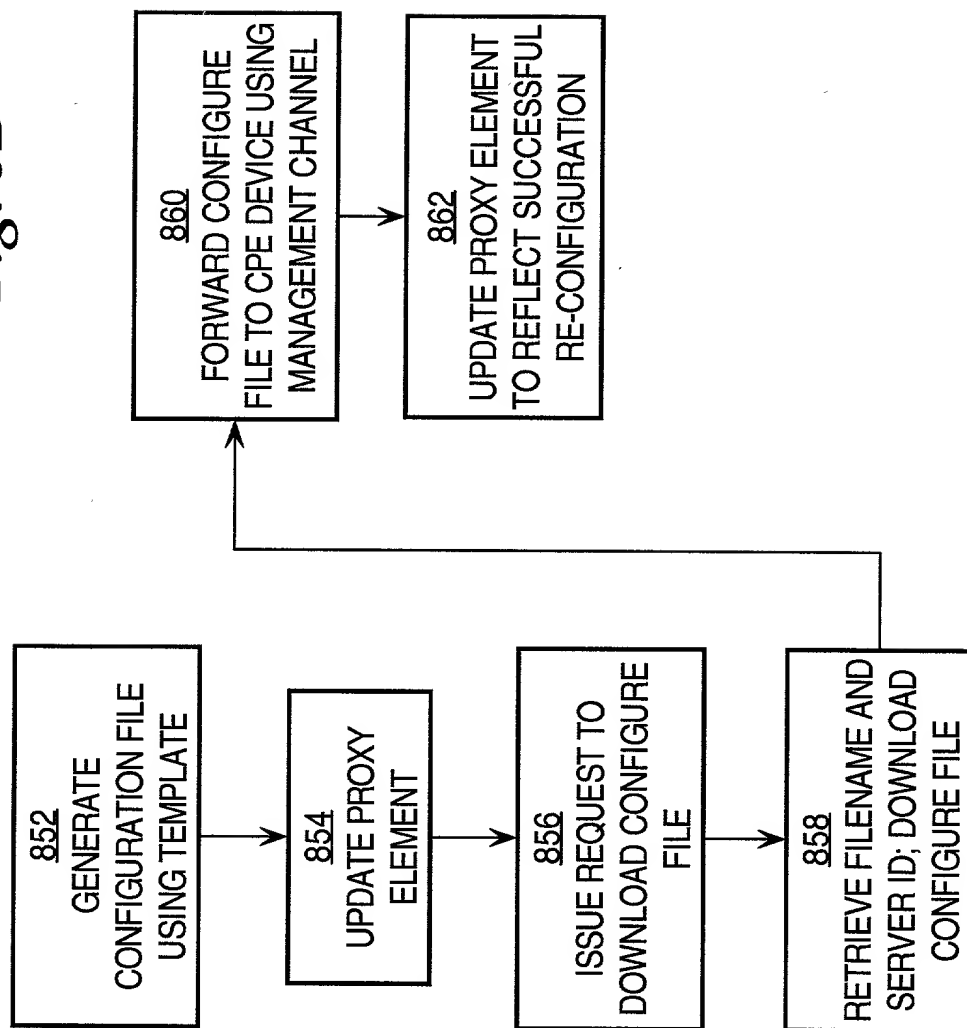 852
GENERATE
CONFIGURATION FILE
USING TEMPLATE
854
UPDATE PROXY
ELEMENT
856
ISSUE REQUEST TO
DOWNLOAD CONFIGURE
FILE
858
RETRIEVE FILENAME AND
SERVER ID; DOWNLOAD
CONFIGURE FILE
860
FORWARD CONFIGURE
FILE TO CPE DEVICE USING
MANAGEMENT CHANNEL
862
UPDATE PROXY ELEMENT
TO REFLECT SUCCESSFUL
RE-CONFIGURATION